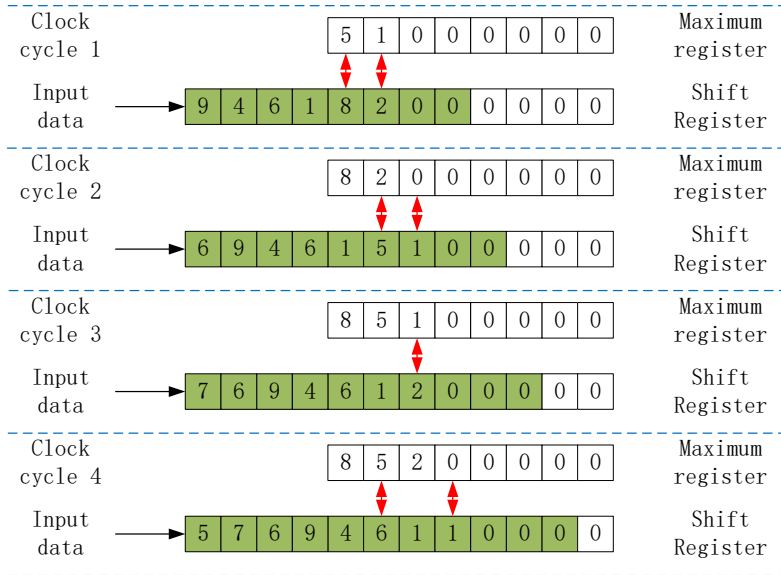 Clock cycle 1
5 1 0 0 0 0 0 0
Maximum register
Input data
9 4 6 1 8 2 0 0 0 0 0 0
Shift Register
Clock cycle 2
8 2 0 0 0 0 0 0
Maximum register
Input data
6 9 4 6 1 5 1 0 0 0 0 0
Shift Register
Clock cycle 3
8 5 1 0 0 0 0 0
Maximum register
Input data
7 6 9 4 6 1 2 0 0 0 0 0
Shift Register
Clock cycle 4
8 5 2 0 0 0 0 0
Maximum register
Input data
5 7 6 9 4 6 1 1 0 0 0 0
Shift Register